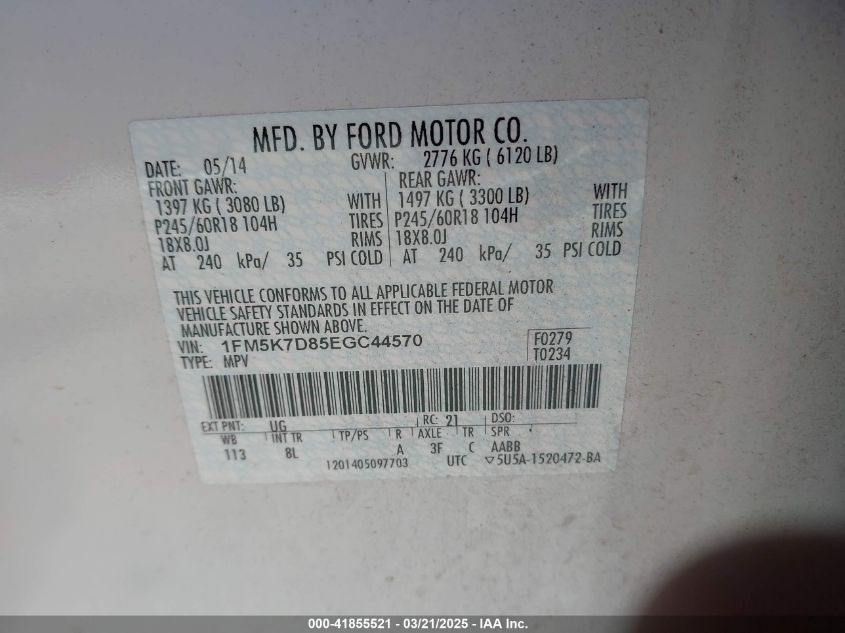 MFD. BY FORD MOTOR CO.
DATE: 05/14 GVWR: 2776 KG ( 6120 LB)
FRONT GAWR: REAR GAWR:
1397 KG ( 3080 LB) WITH 1497 KG ( 3300 LB) WITH
P245/60R18 104H TIRES P245/60R18 104H TIRES
18X8.0J RIMS 18X8.0J RIMS
AT 240 kPa/ 35 PSI COLD AT 240 kPa/ 35 PSI COLD
THIS VEHICLE CONFORMS TO ALL APPLICABLE FEDERAL MOTOR
VEHICLE SAFETY STANDARDS IN EFFECT ON THE DATE OF
MANUFACTURE SHOWN ABOVE.
VIN: 1FM5K7D85EGC44570 F0279
TYPE: MPV T0234
EXT PNT: UG RC: 21 DSO:
WB INT TR TP/PS R AXLE TR SPR
113 8L A 3F C AABB
1201405097703 UTC ▽5U5A-1520472-BA
000-41855521 - 03/21/2025 - IAA Inc.